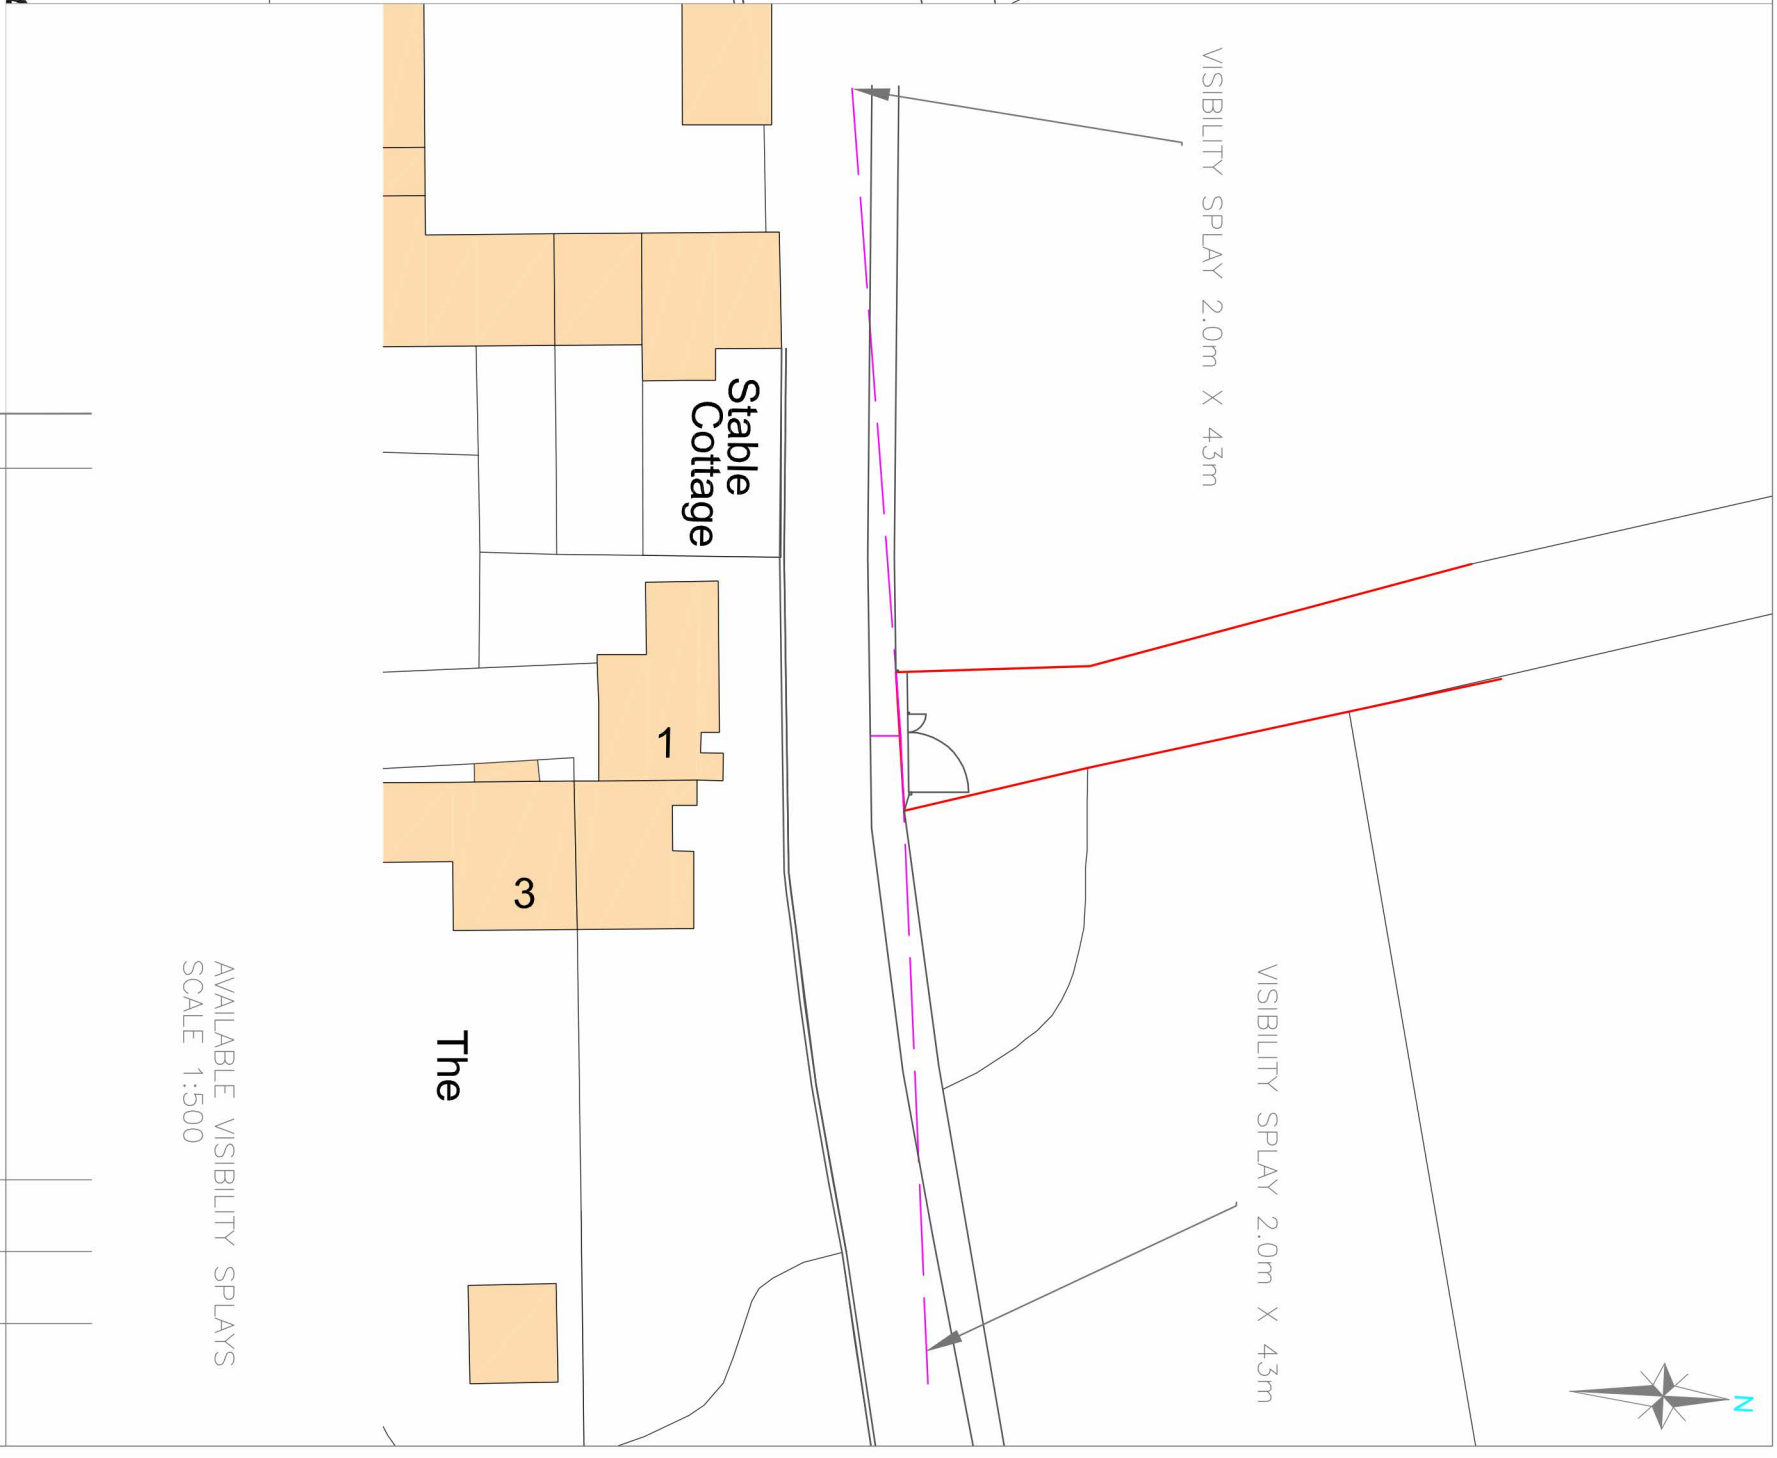 VISIBILITY SPLAY 2.0m X 43m
VISIBILITY SPLAY 2.0m X 43m
N
Stable
Cottage
1
3
The
AVAILABLE VISIBILITY SPLAYS
SCALE 1:500